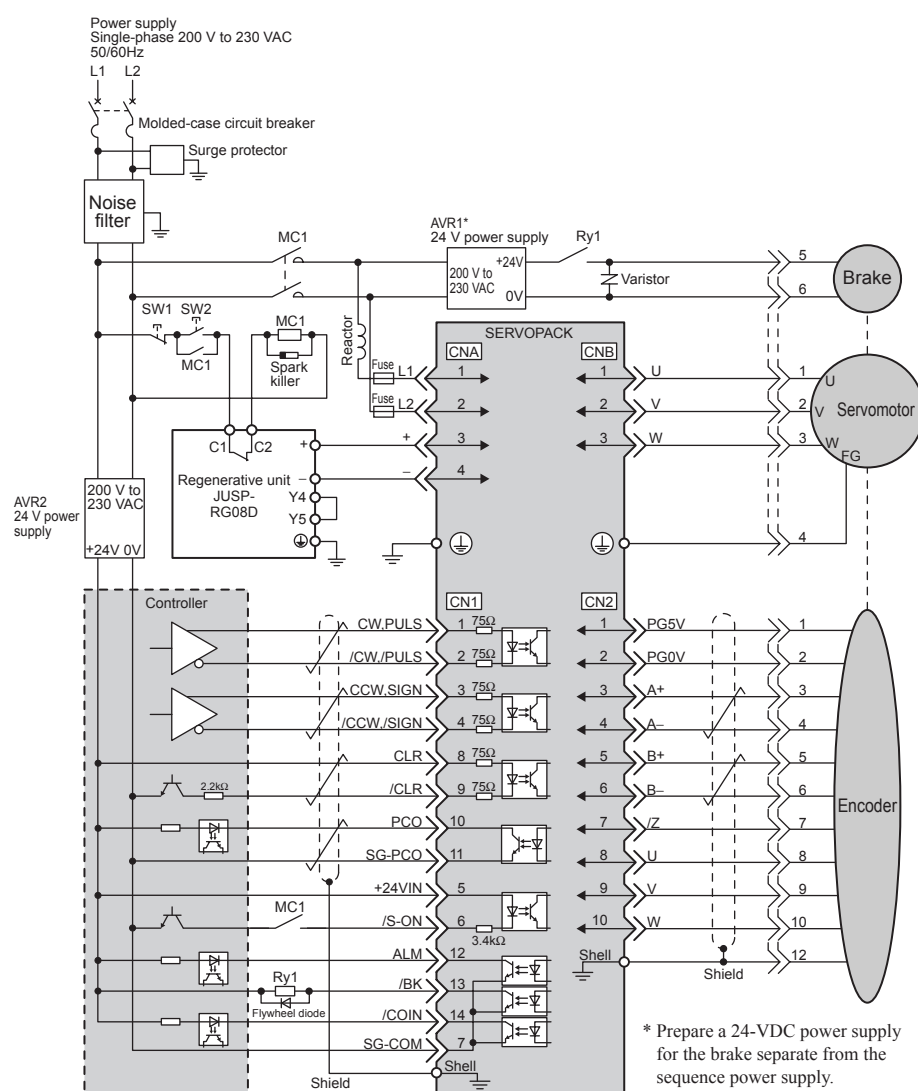 Power supply
Single-phase 200 V to 230 VAC
50/60Hz
L1 L2
Molded-case circuit breaker
Surge protector
Noise
filter
MC1
AVR1*
24 V power supply
Ry1
+24V
200 V to
230 VAC
0V
Varistor
5
6
Brake
SW1 SW2
MC1
MC1
Spark
killer
Reactor
Fuse
Fuse
L1
L2
SERVOPACK
CNA
CNB
1
2
3
4
1
2
3
U
V
W
1
2
3
4
U
V
W
FG
Servomotor
C1 C2
+
–
+
–
Regenerative unit
JUSP-
RG08D
Y4
Y5
AVR2
24 V power
supply
200 V to
230 VAC
+24V 0V
Controller
CN1
CN2
CW,PULS 1 75Ω
/CW,/PULS 2 75Ω
CCW,SIGN 3 75Ω
/CCW,/SIGN 4 75Ω
CLR 8 75Ω
2.2kΩ
/CLR 9 75Ω
PCO 10
SG-PCO 11
+24VIN 5
MC1
/S-ON 6
3.4kΩ
ALM 12
Ry1
/BK 13
Flywheel diode
/COIN 14
SG-COM 7
Shell
Shield
1 PG5V 1
2 PG0V 2
3 A+ 3
4 A– 4
5 B+ 5
6 B– 6
7 /Z 7
8 U 8
9 V 9
10 W 10
Shell 12
Shield
Encoder
* Prepare a 24-VDC power supply
for the brake separate from the
sequence power supply.